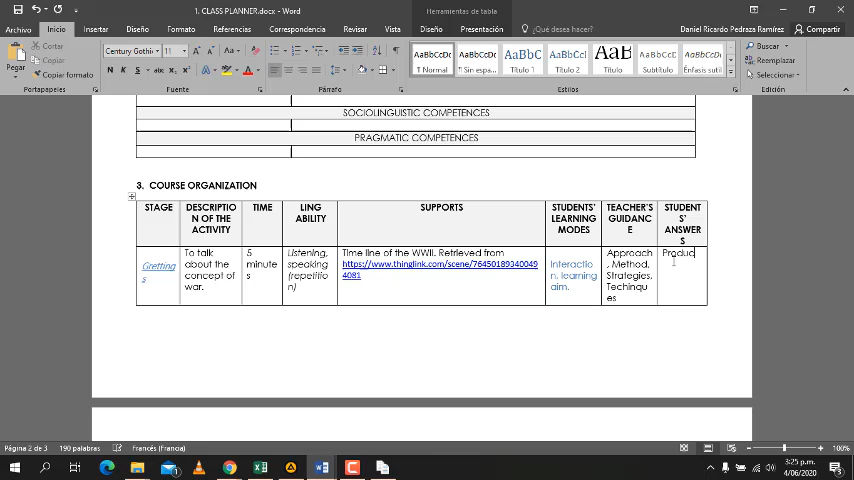 1. CLASS PLANNER.docx - Word
Herramientas de tabla
Archivo Inicio Insertar Diseño Formato Referencias Correspondencia Revisar Vista Diseño Presentación ¿Qué desea hacer? Daniel Ricardo Pedraza Ramírez Compartir
Pegar
Cortar
Copiar
Copiar formato
Portapapeles
Century Gothic 11
N K S abc
Fuente
Párrafo
AaBbCcDc AaBbCcDc AaBbC AaBbCcl AaB AaBbCcD AaBbCcDc
¶ Normal ¶ Sin espa... Título 1 Título 2 Título Subtítulo Énfasis sutil
Estilos
Buscar
Reemplazar
Seleccionar
Edición
SOCIOLINGUISTIC COMPETENCES
PRAGMATIC COMPETENCES
3. COURSE ORGANIZATION
STAGE
DESCRIPTIO
N OF THE
ACTIVITY
TIME
LING
ABILITY
SUPPORTS
STUDENTS'
LEARNING
MODES
TEACHER'S
GUIDANC
E
STUDENT
S'
ANSWER
S
Gretting
s
To talk
about the
concept of
war.
5
minute
s
Listening,
speaking
(repetitio
n)
Time line of the WWII. Retrieved from
https://www.thinglink.com/scene/76450189340049
4081
Interactio
n, learning
aim.
Approach
, Method,
Strategies,
Techinqu
es
Produc
Página 2 de 3 190 palabras Francés (Francia) 100%
3:25 p.m.
4/06/2020